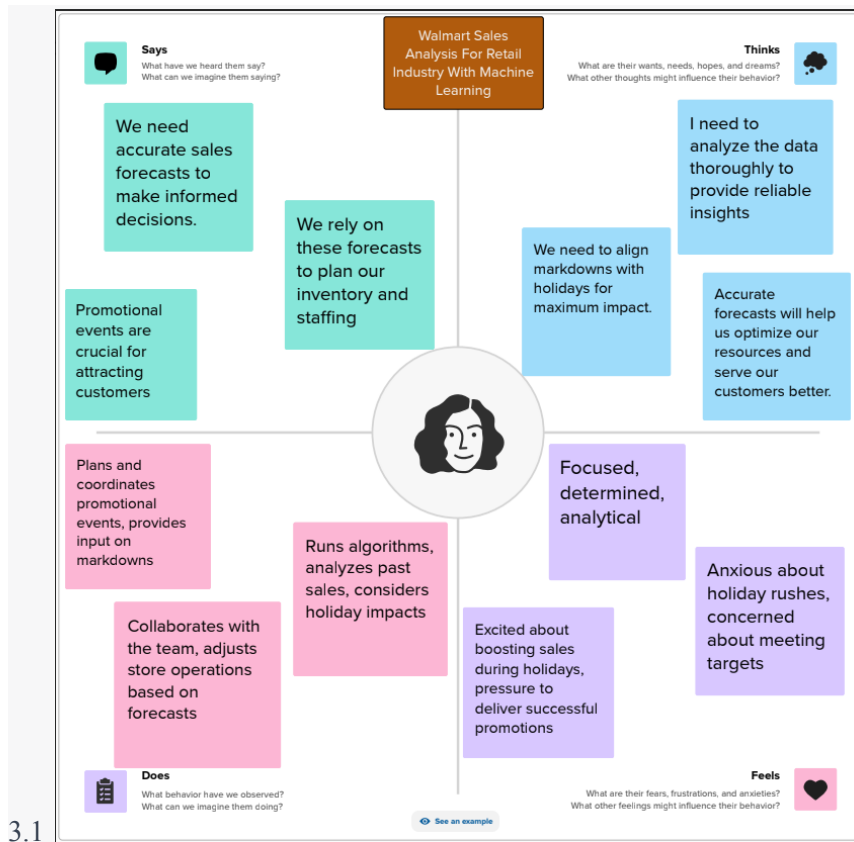 Says
What have we heard them say?
What can we imagine them saying?
Walmart Sales
Analysis For Retail
Industry With Machine
Learning
Thinks
What are their wants, needs, hopes, and dreams?
What other thoughts might influence their behavior?
We need
accurate sales
forecasts to
make informed
decisions.
We rely on
these forecasts
to plan our
inventory and
staffing
Promotional
events are
crucial for
attracting
customers
I need to
analyze the data
thoroughly to
provide reliable
insights
We need to align
markdowns with
holidays for
maximum impact.
Accurate
forecasts will help
us optimize our
resources and
serve our
customers better.
Plans and
coordinates
promotional
events, provides
input on
markdowns
Runs algorithms,
analyzes past
sales, considers
holiday impacts
Collaborates with
the team, adjusts
store operations
based on
forecasts
Focused,
determined,
analytical
Anxious about
holiday rushes,
concerned
about meeting
targets
Excited about
boosting sales
during holidays,
pressure to
deliver successful
promotions
Does
What behavior have we observed?
What can we imagine them doing?
Feels
What are their fears, frustrations, and anxieties?
What other feelings might influence their behavior?
See an example
3.1